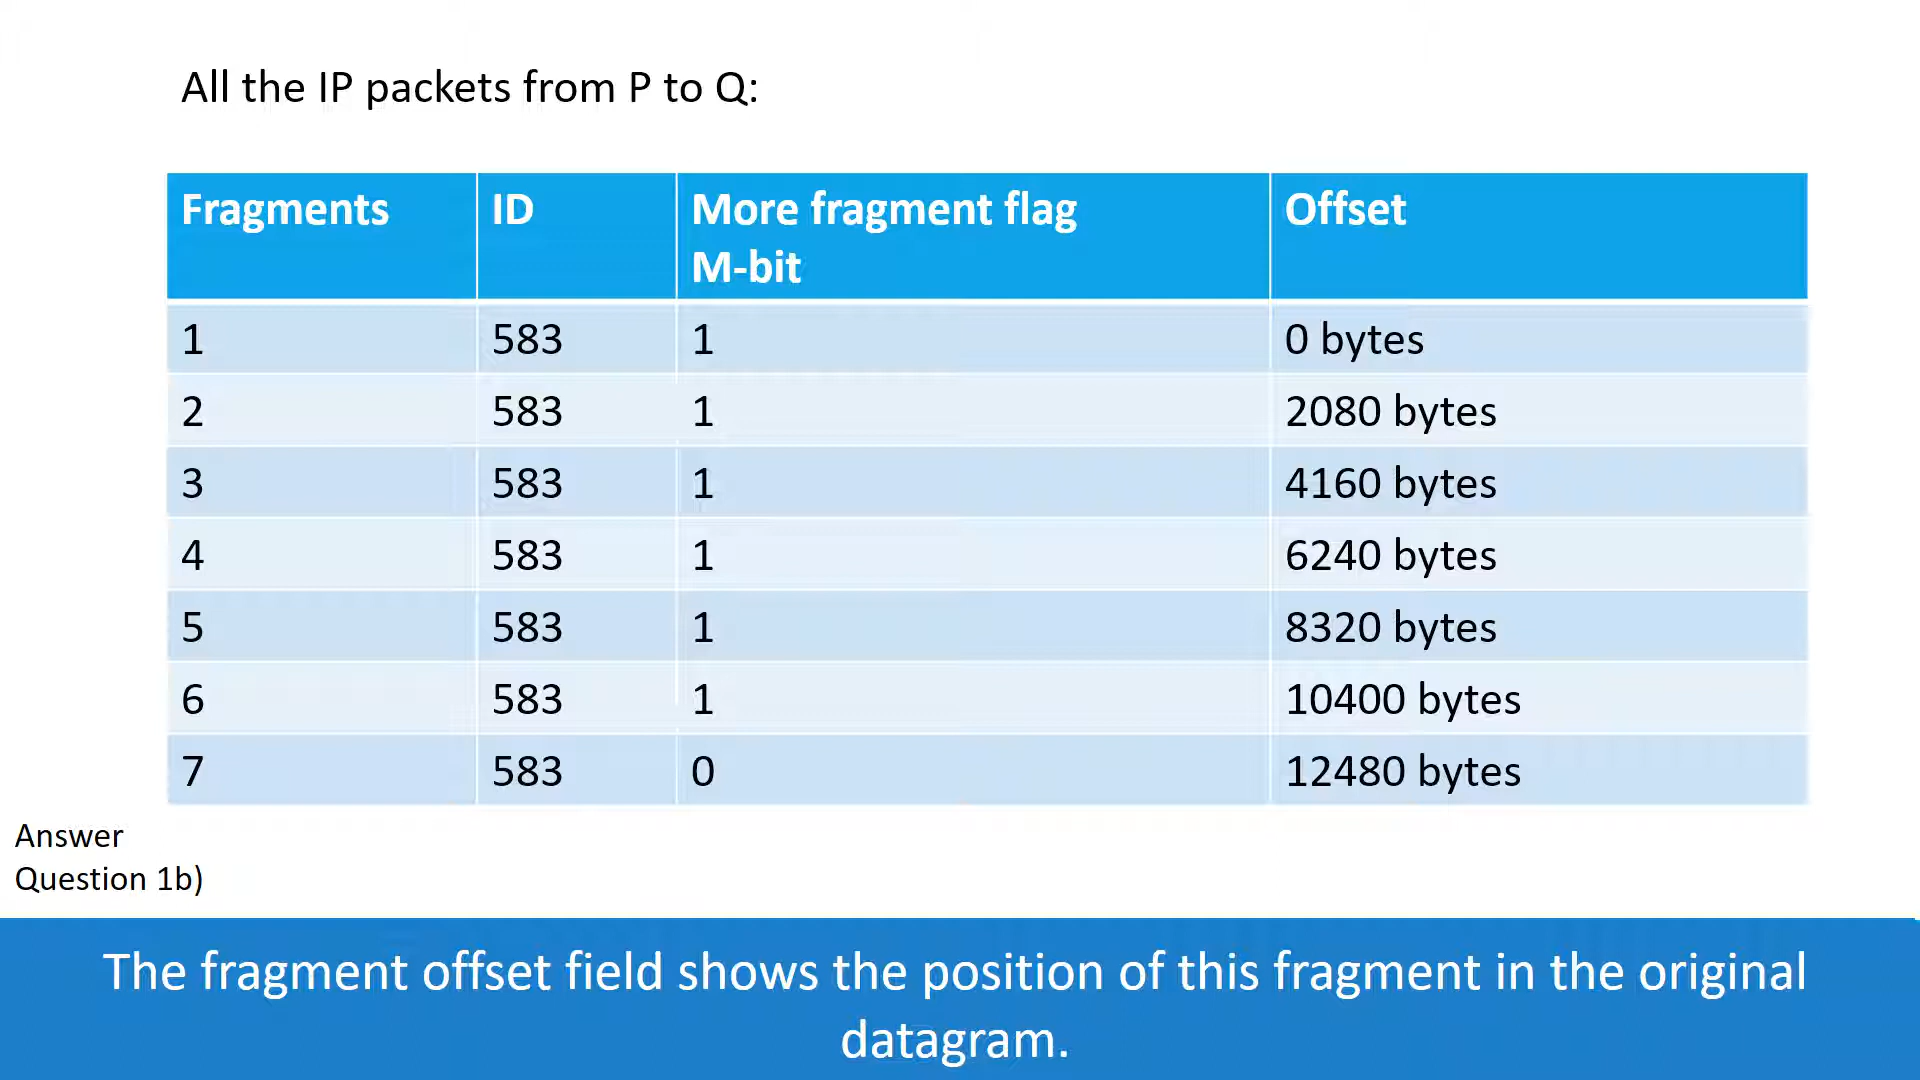 All the IP packets from P to Q:
Fragments ID More fragment flag Offset
M-bit
1 583 1 0 bytes
2 583 1 2080 bytes
3 583 1 4160 bytes
4 583 1 6240 bytes
5 583 1 8320 bytes
6 583 1 10400 bytes
7 583 0 12480 bytes
Answer
Question 1b)
The fragment offset field shows the position of this fragment in the original
datagram.